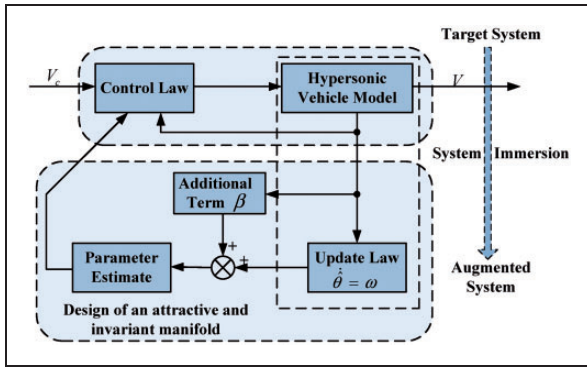 Target System
V_c
Control Law
Hypersonic
Vehicle Model
V
System Immersion
Additional
Term β
+
+
Parameter
Estimate
Update Law
θ̂̇ = ω
Augmented
System
Design of an attractive and
invariant manifold